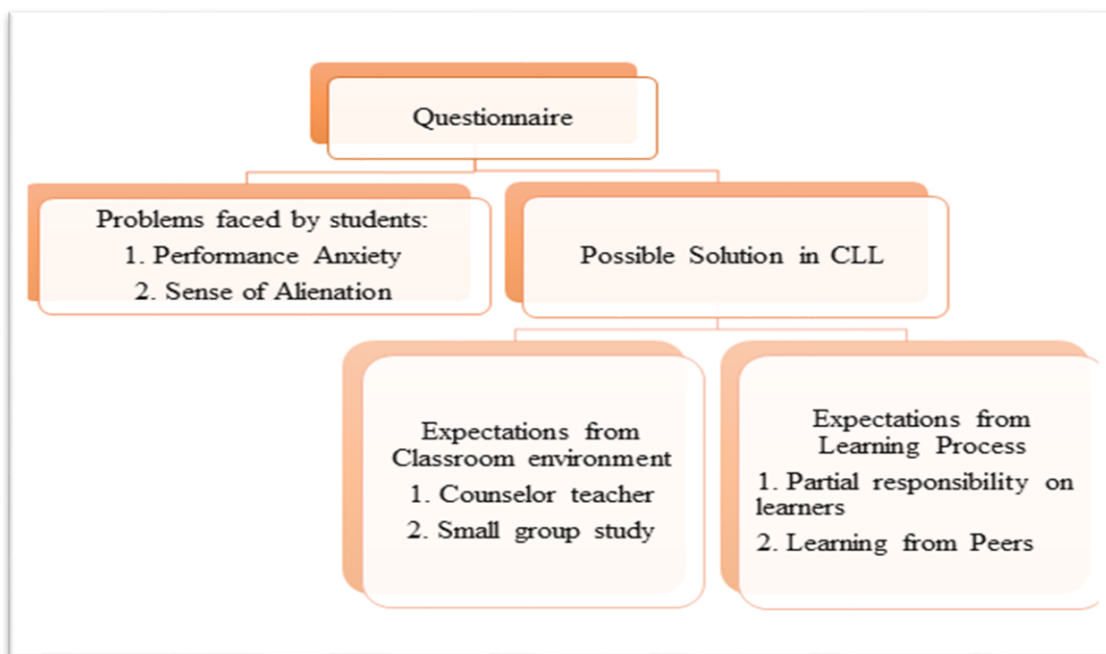 Questionnaire
Problems faced by students:
1. Performance Anxiety
2. Sense of Alienation
Possible Solution in CLL
Expectations from
Classroom environment
1. Counselor teacher
2. Small group study
Expectations from
Learning Process
1. Partial responsibility on
learners
2. Learning from Peers